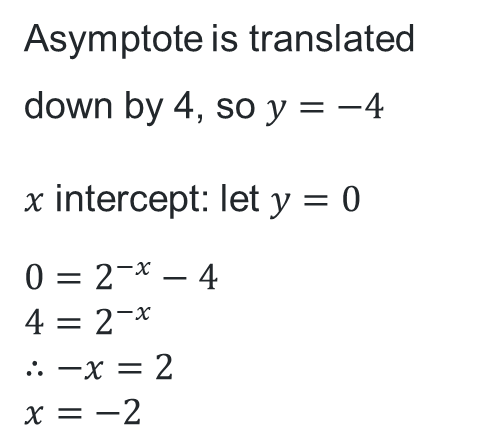 Asymptote is translated
down by 4, so y = −4
x intercept: let y = 0
0 = 2⁻ˣ − 4
4 = 2⁻ˣ
∴ −x = 2
x = −2